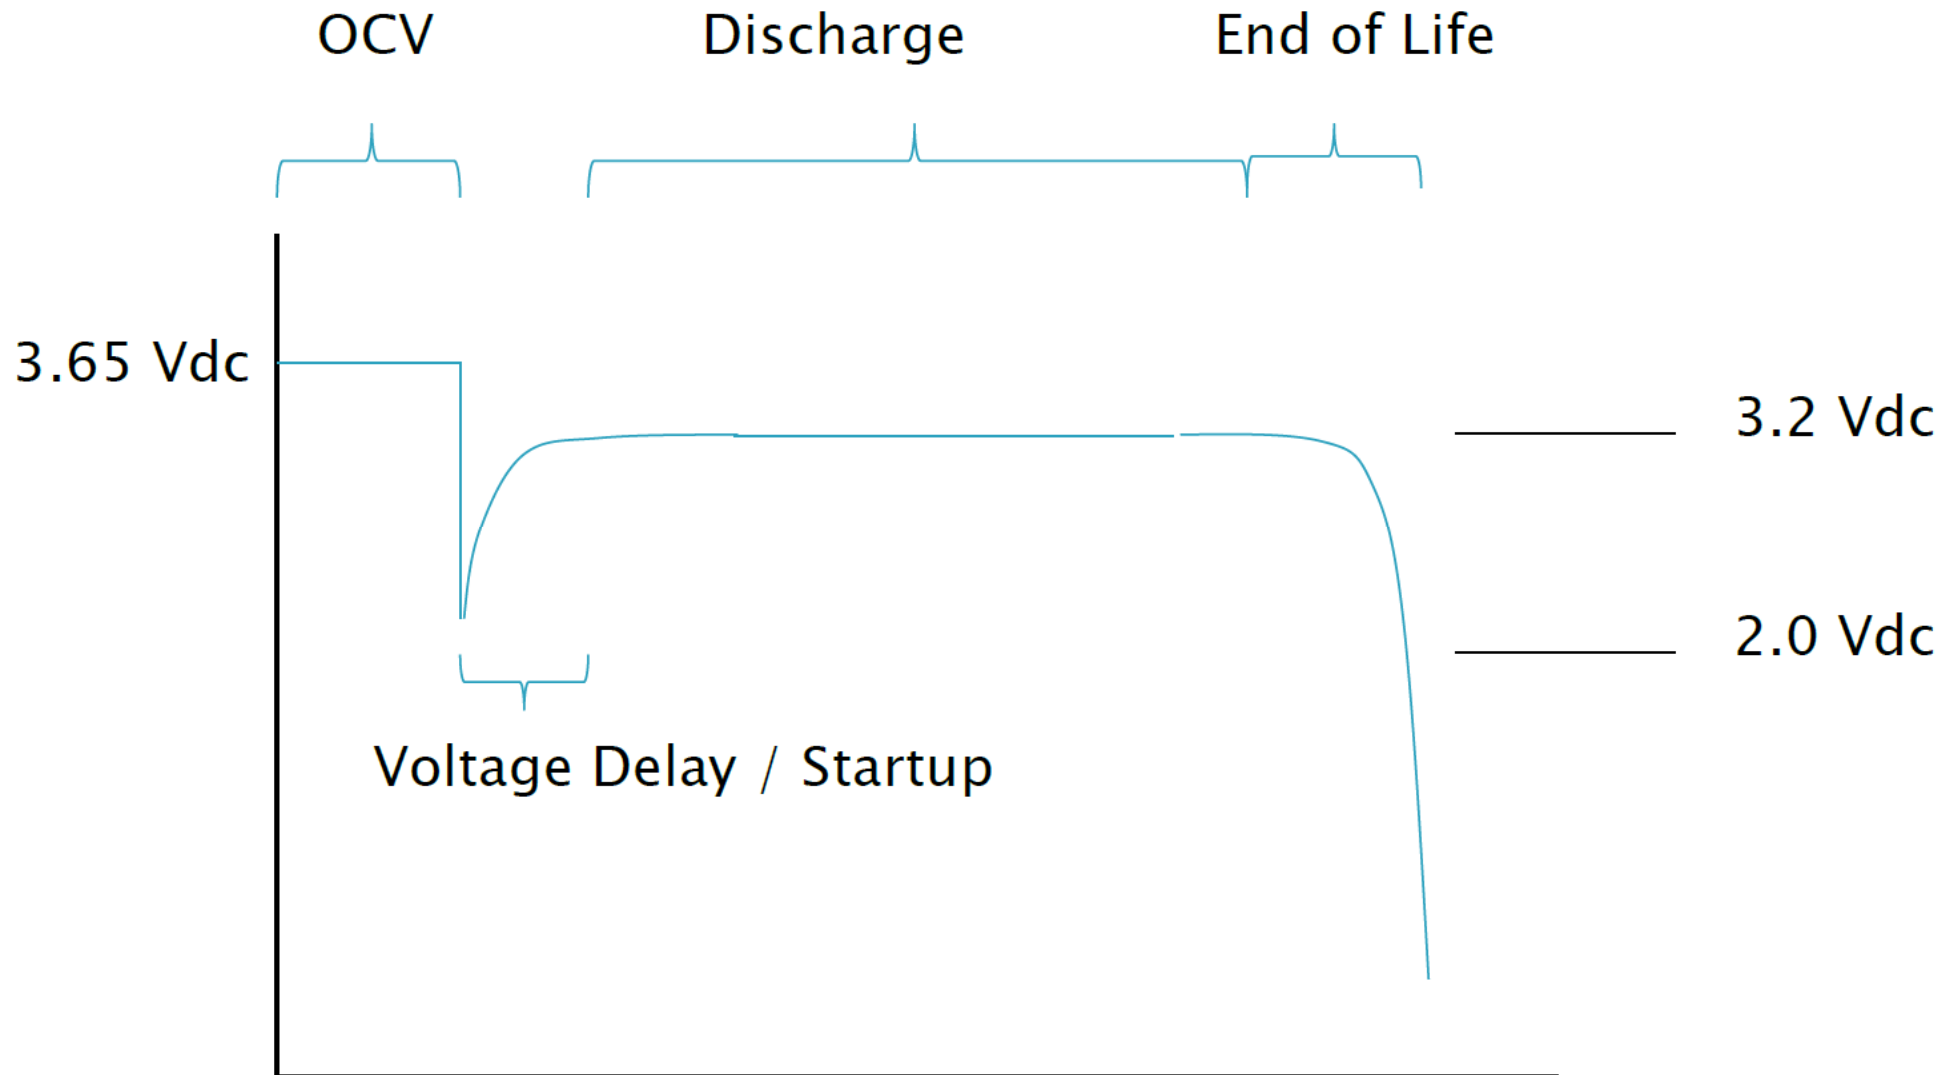 OCV
Discharge
End of Life
3.65 Vdc
3.2 Vdc
2.0 Vdc
Voltage Delay / Startup